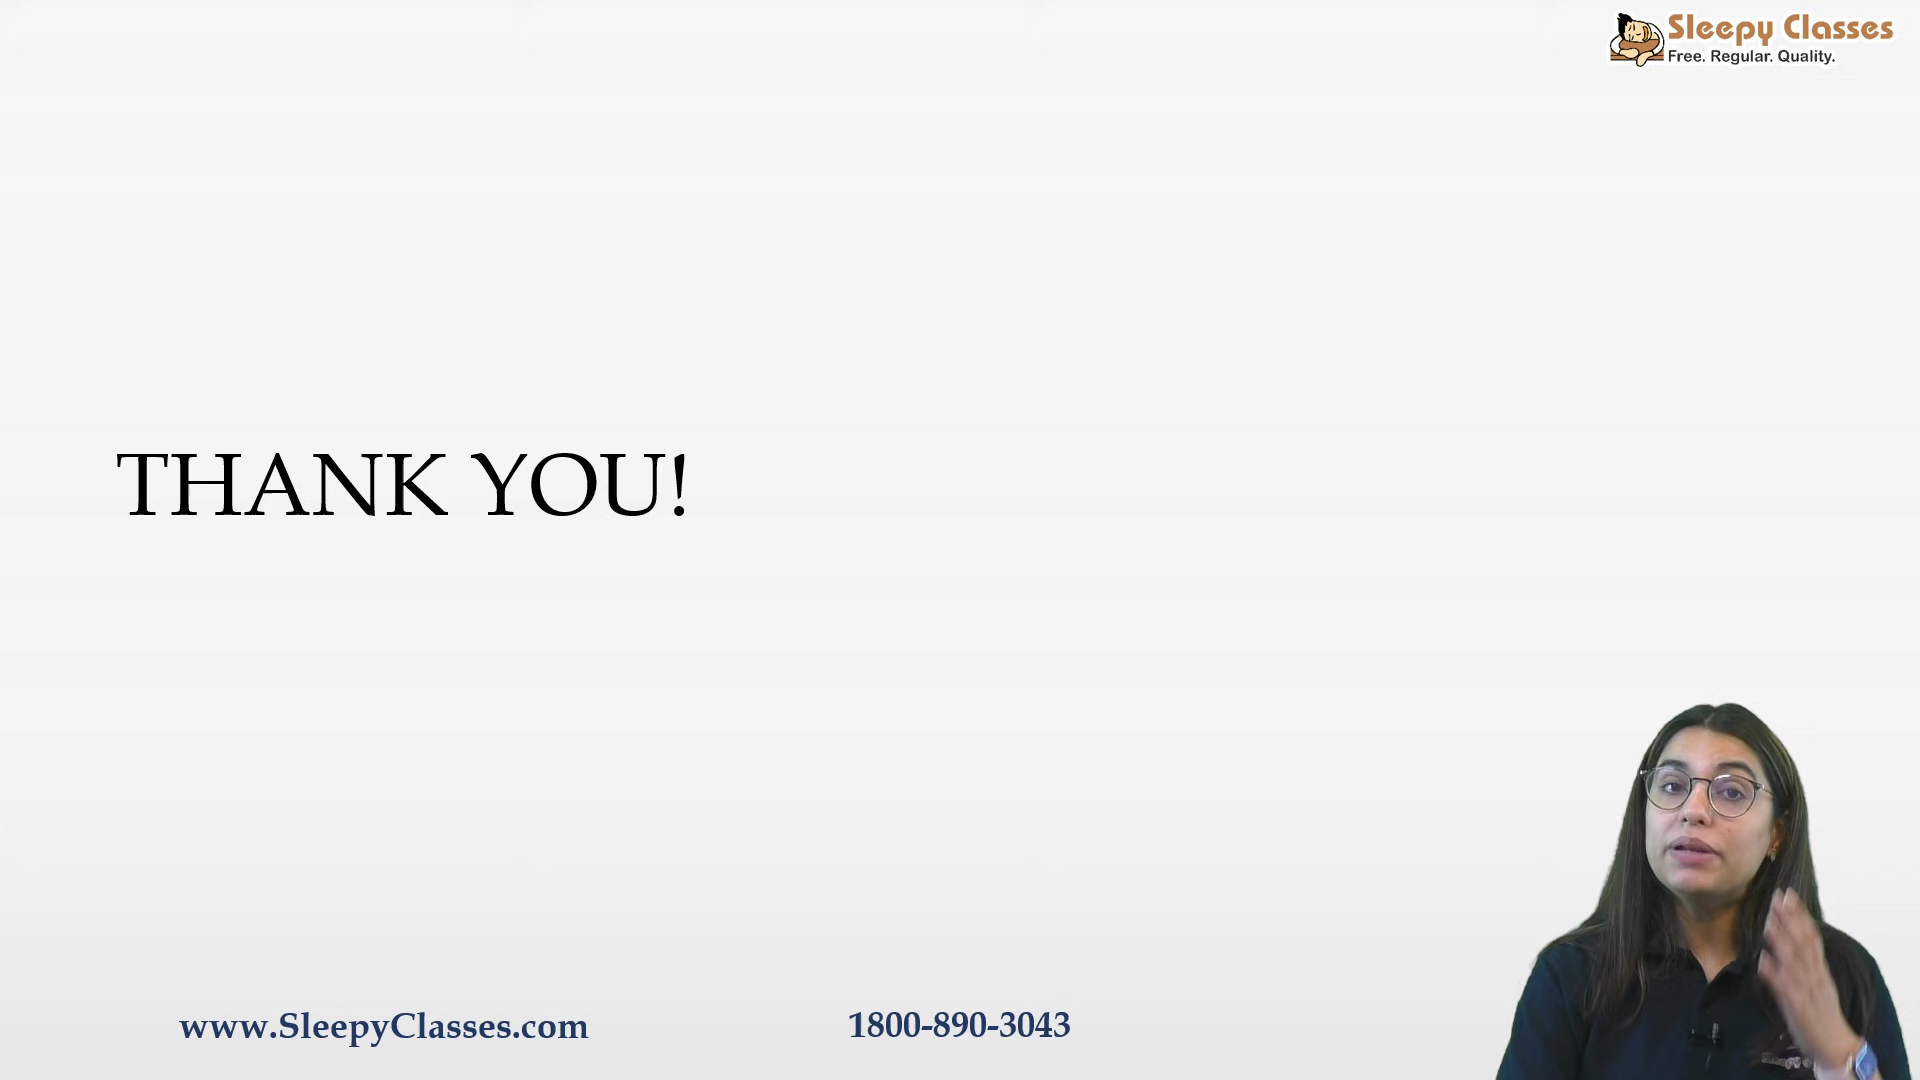 Sleepy Classes
Free. Regular. Quality.
THANK YOU!
www.SleepyClasses.com
1800-890-3043